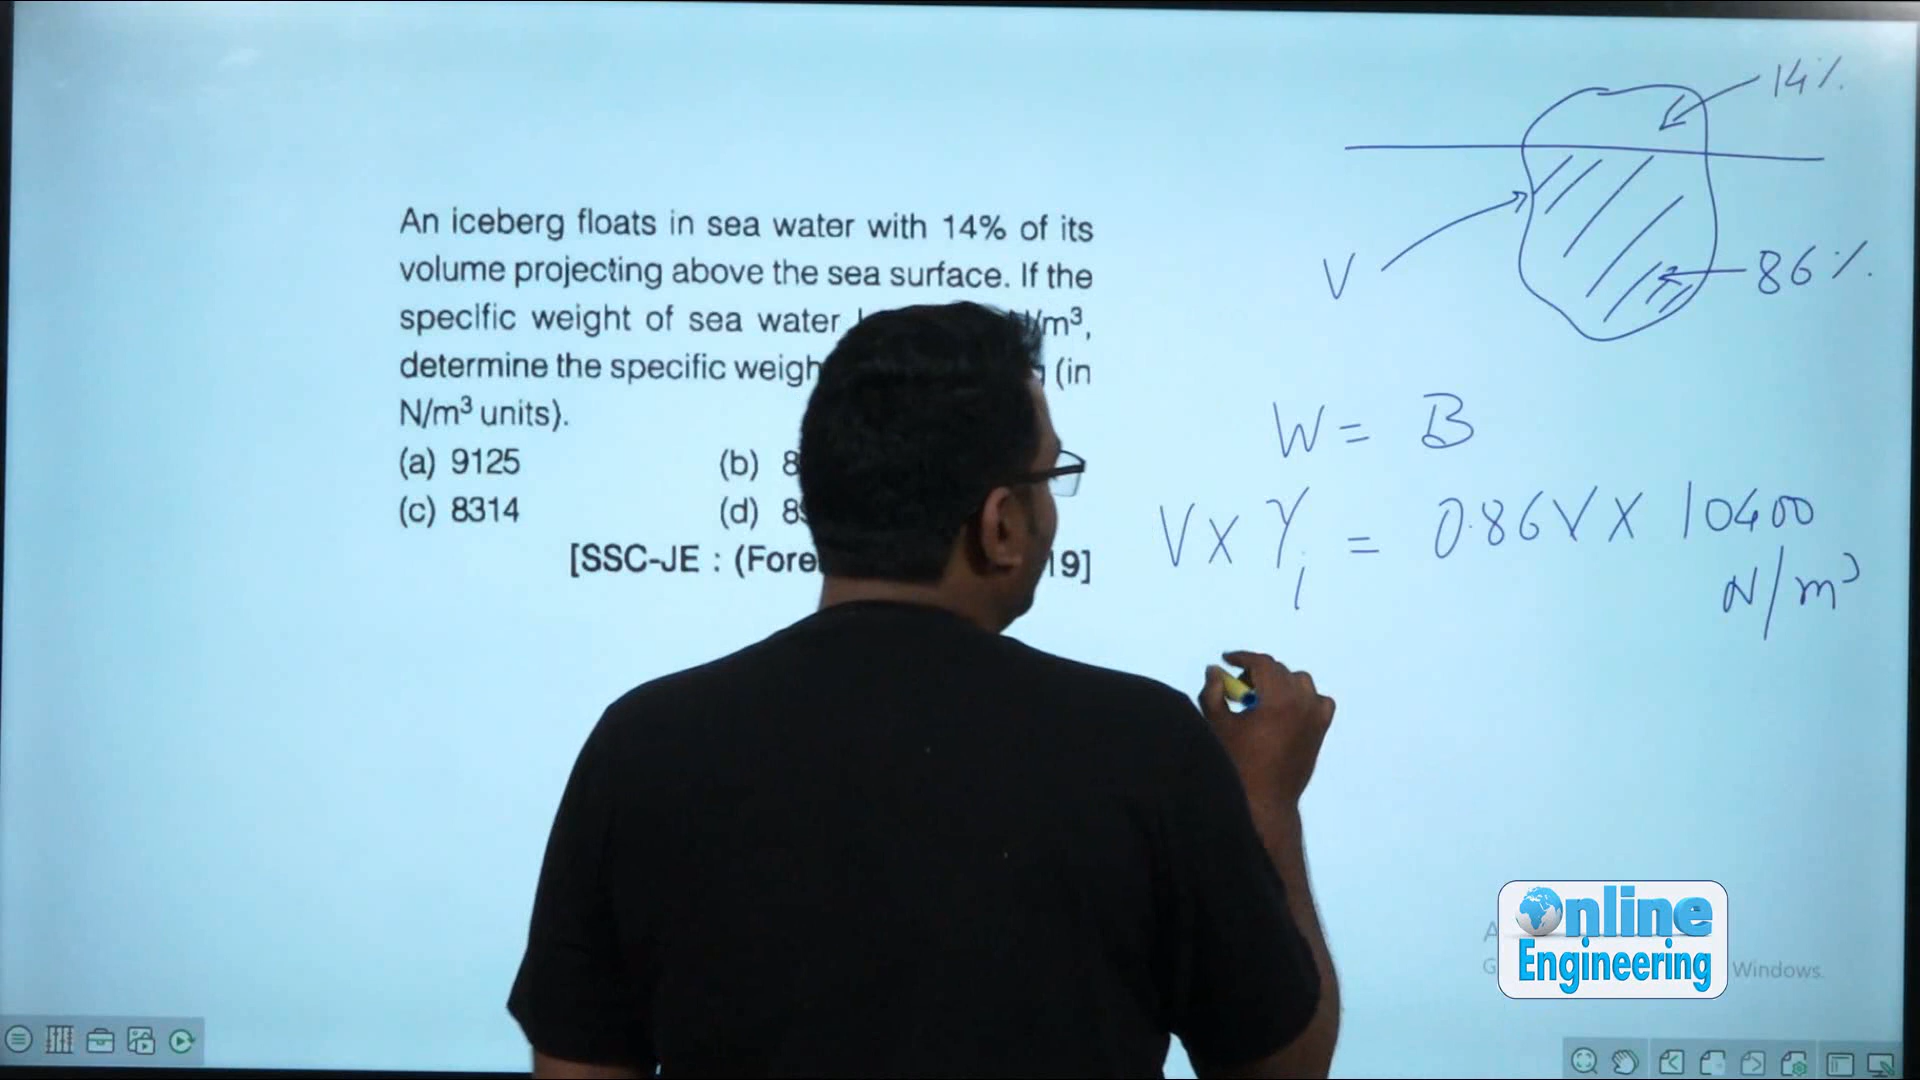 An iceberg floats in sea water with 14% of its
volume projecting above the sea surface. If the
specific weight of sea water /m³,
determine the specific (in
N/m³ units).
(a) 9125 (b) 8
(c) 8314 (d) 8
[SSC-JE : 19]
14%.
V
86%.
W = B
V × γi = 0.86V × 10400
N/m³
Online
Engineering
Windows.